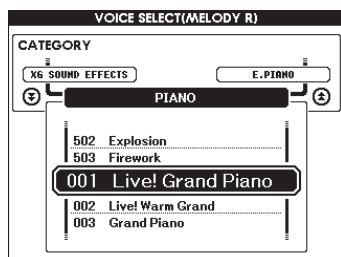 VOICE SELECT(MELODY R)
CATEGORY
XG SOUND EFFECTS
E.PIANO
PIANO
502 Explosion
503 Firework
001 Live! Grand Piano
002 Live! Warm Grand
003 Grand Piano